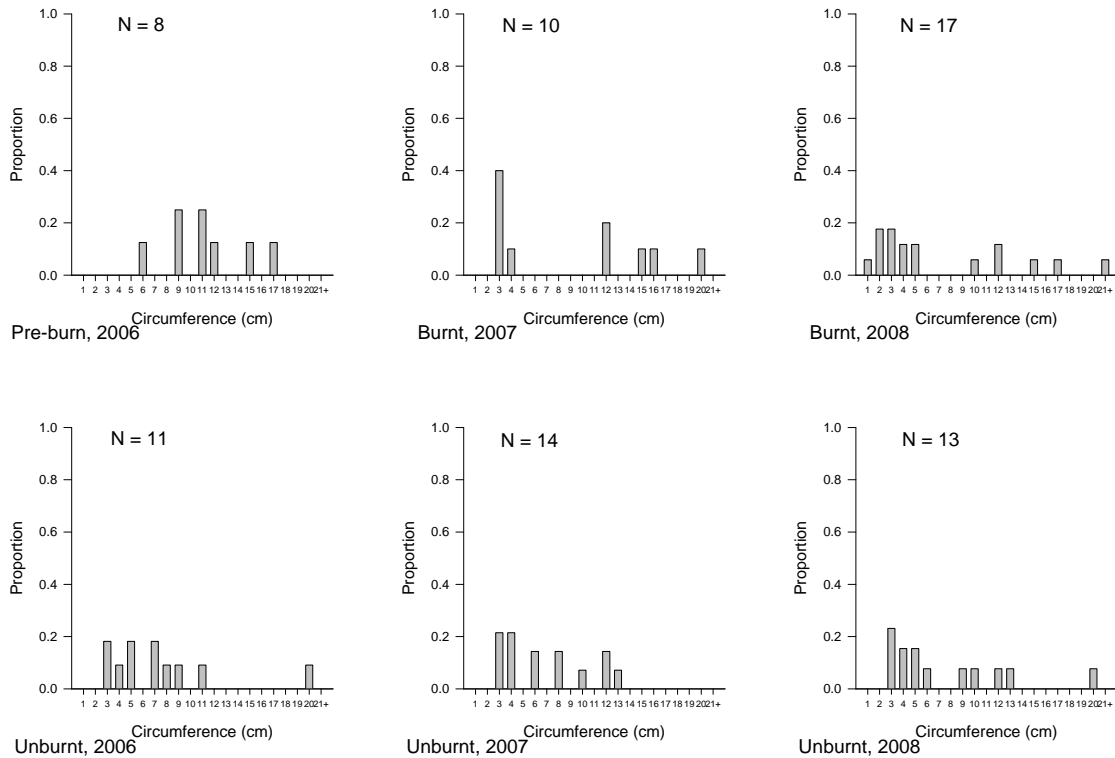 N = 8
1.0
0.8
0.6
0.4
0.2
0.0
Proportion
1 2 3 4 5 6 7 8 9 10 11 12 13 14 15 16 17 18 19 20 21+
Circumference (cm)
Pre-burn, 2006
N = 10
1.0
0.8
0.6
0.4
0.2
0.0
Proportion
1 2 3 4 5 6 7 8 9 10 11 12 13 14 15 16 17 18 19 20 21+
Circumference (cm)
Burnt, 2007
N = 17
1.0
0.8
0.6
0.4
0.2
0.0
Proportion
1 2 3 4 5 6 7 8 9 10 11 12 13 14 15 16 17 18 19 20 21+
Circumference (cm)
Burnt, 2008
N = 11
1.0
0.8
0.6
0.4
0.2
0.0
Proportion
1 2 3 4 5 6 7 8 9 10 11 12 13 14 15 16 17 18 19 20 21+
Circumference (cm)
Unburnt, 2006
N = 14
1.0
0.8
0.6
0.4
0.2
0.0
Proportion
1 2 3 4 5 6 7 8 9 10 11 12 13 14 15 16 17 18 19 20 21+
Circumference (cm)
Unburnt, 2007
N = 13
1.0
0.8
0.6
0.4
0.2
0.0
Proportion
1 2 3 4 5 6 7 8 9 10 11 12 13 14 15 16 17 18 19 20 21+
Circumference (cm)
Unburnt, 2008